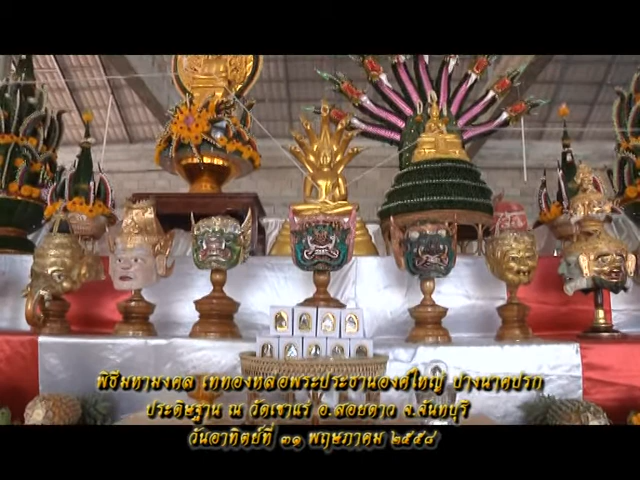 พิธีมหามงคล เททองหล่อพระประธานองค์ใหญ่ ปางนาคปรก
ประดิษฐาน ณ วัดเขาแร่ อ.สอยดาว จ.จันทบุรี
วันอาทิตย์ที่ ๓๑ พฤษภาคม ๒๕๕๔